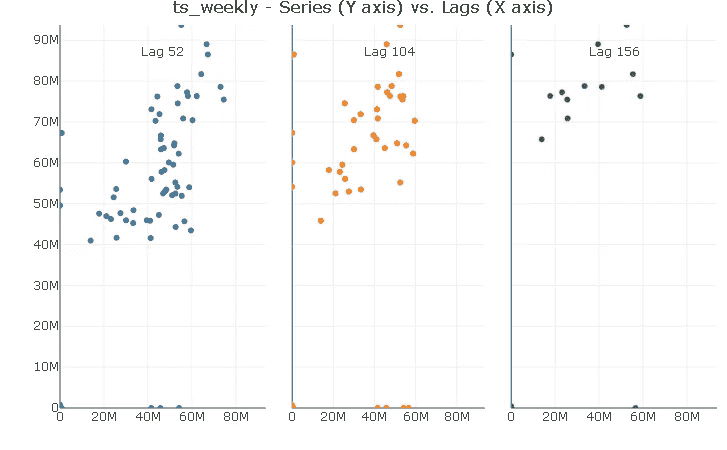 ts_weekly - Series (Y axis) vs. Lags (X axis)
Lag 52 Lag 104 Lag 156
90M
80M
70M
60M
50M
40M
30M
20M
10M
0
0 20M 40M 60M 80M 0 20M 40M 60M 80M 0 20M 40M 60M 80M